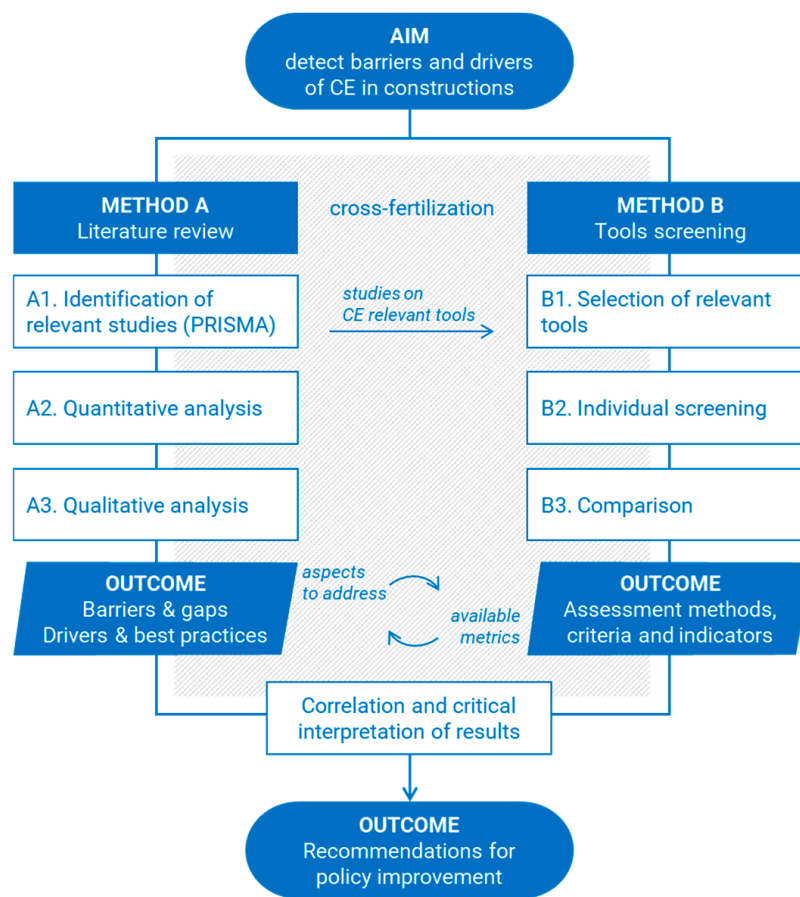 AIM
detect barriers and drivers
of CE in constructions
METHOD A
Literature review
cross-fertilization
METHOD B
Tools screening
A1. Identification of
relevant studies (PRISMA)
studies on
CE relevant tools
B1. Selection of relevant
tools
A2. Quantitative analysis
B2. Individual screening
A3. Qualitative analysis
B3. Comparison
OUTCOME
Barriers & gaps
Drivers & best practices
aspects
to address
available
metrics
OUTCOME
Assessment methods,
criteria and indicators
Correlation and critical
interpretation of results
OUTCOME
Recommendations for
policy improvement